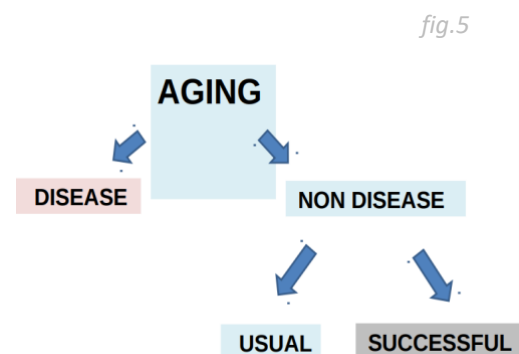 fig.5
AGING
DISEASE
NON DISEASE
USUAL
SUCCESSFUL